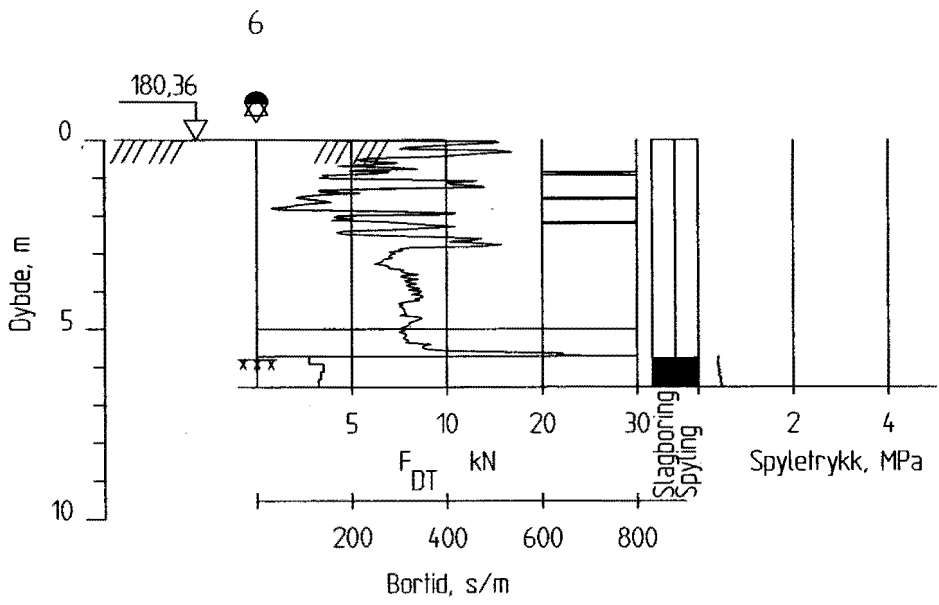 6
180,36
0
5
10
Dybde, m
5 10 20 30 2 4
F DT kN
Slagboring
Spyling
Spyletrykk, MPa
200 400 600 800
Bortid, s/m